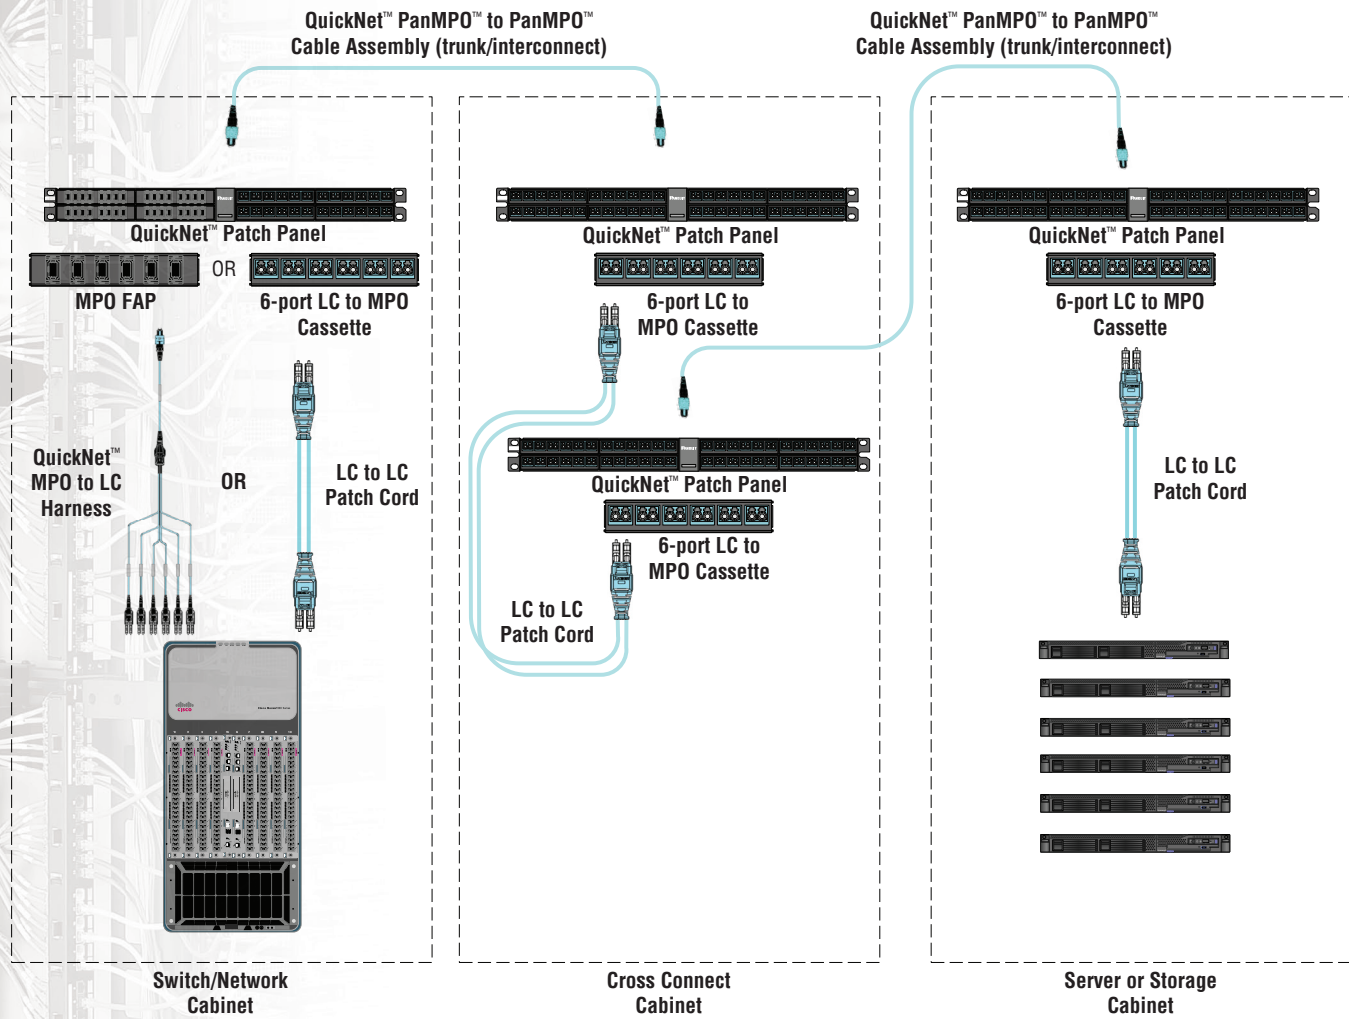 QuickNet™ PanMPO™ to PanMPO™
Cable Assembly (trunk/interconnect)
QuickNet™ PanMPO™ to PanMPO™
Cable Assembly (trunk/interconnect)
QuickNet™ Patch Panel
MPO FAP
OR
6-port LC to MPO
Cassette
QuickNet™
MPO to LC
Harness
OR
LC to LC
Patch Cord
CISCO
Switch/Network
Cabinet
PANDUIT
QuickNet™ Patch Panel
6-port LC to
MPO Cassette
PANDUIT
QuickNet™ Patch Panel
6-port LC to
MPO Cassette
LC to LC
Patch Cord
Cross Connect
Cabinet
PANDUIT
QuickNet™ Patch Panel
6-port LC to MPO
Cassette
LC to LC
Patch Cord
Server or Storage
Cabinet